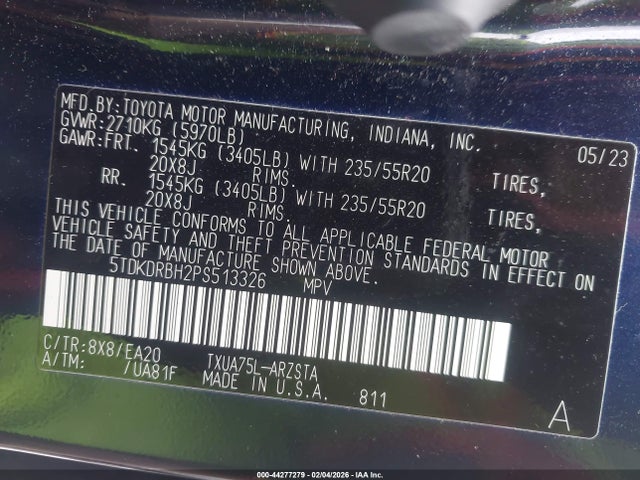 MFD.BY:TOYOTA MOTOR MANUFACTURING, INDIANA, INC. 05/23
GVWR:2710KG (5970LB)
GAWR:FRT. 1545KG (3405LB) WITH 235/55R20 TIRES,
20X8J RIMS.
RR. 1545KG (3405LB) WITH 235/55R20 TIRES,
20X8J RIMS.
THIS VEHICLE CONFORMS TO ALL APPLICABLE FEDERAL MOTOR
VEHICLE SAFETY AND THEFT PREVENTION STANDARDS IN EFFECT ON
THE DATE OF MANUFACTURE SHOWN ABOVE.
5TDKDRBH2PS513326 MPV
C/TR:8X8/EA20 TXUA75L-ARZSTA
A/TM: /UA81F MADE IN U.S.A. 811 A
000-44277279 - 02/04/2026 - IAA Inc.